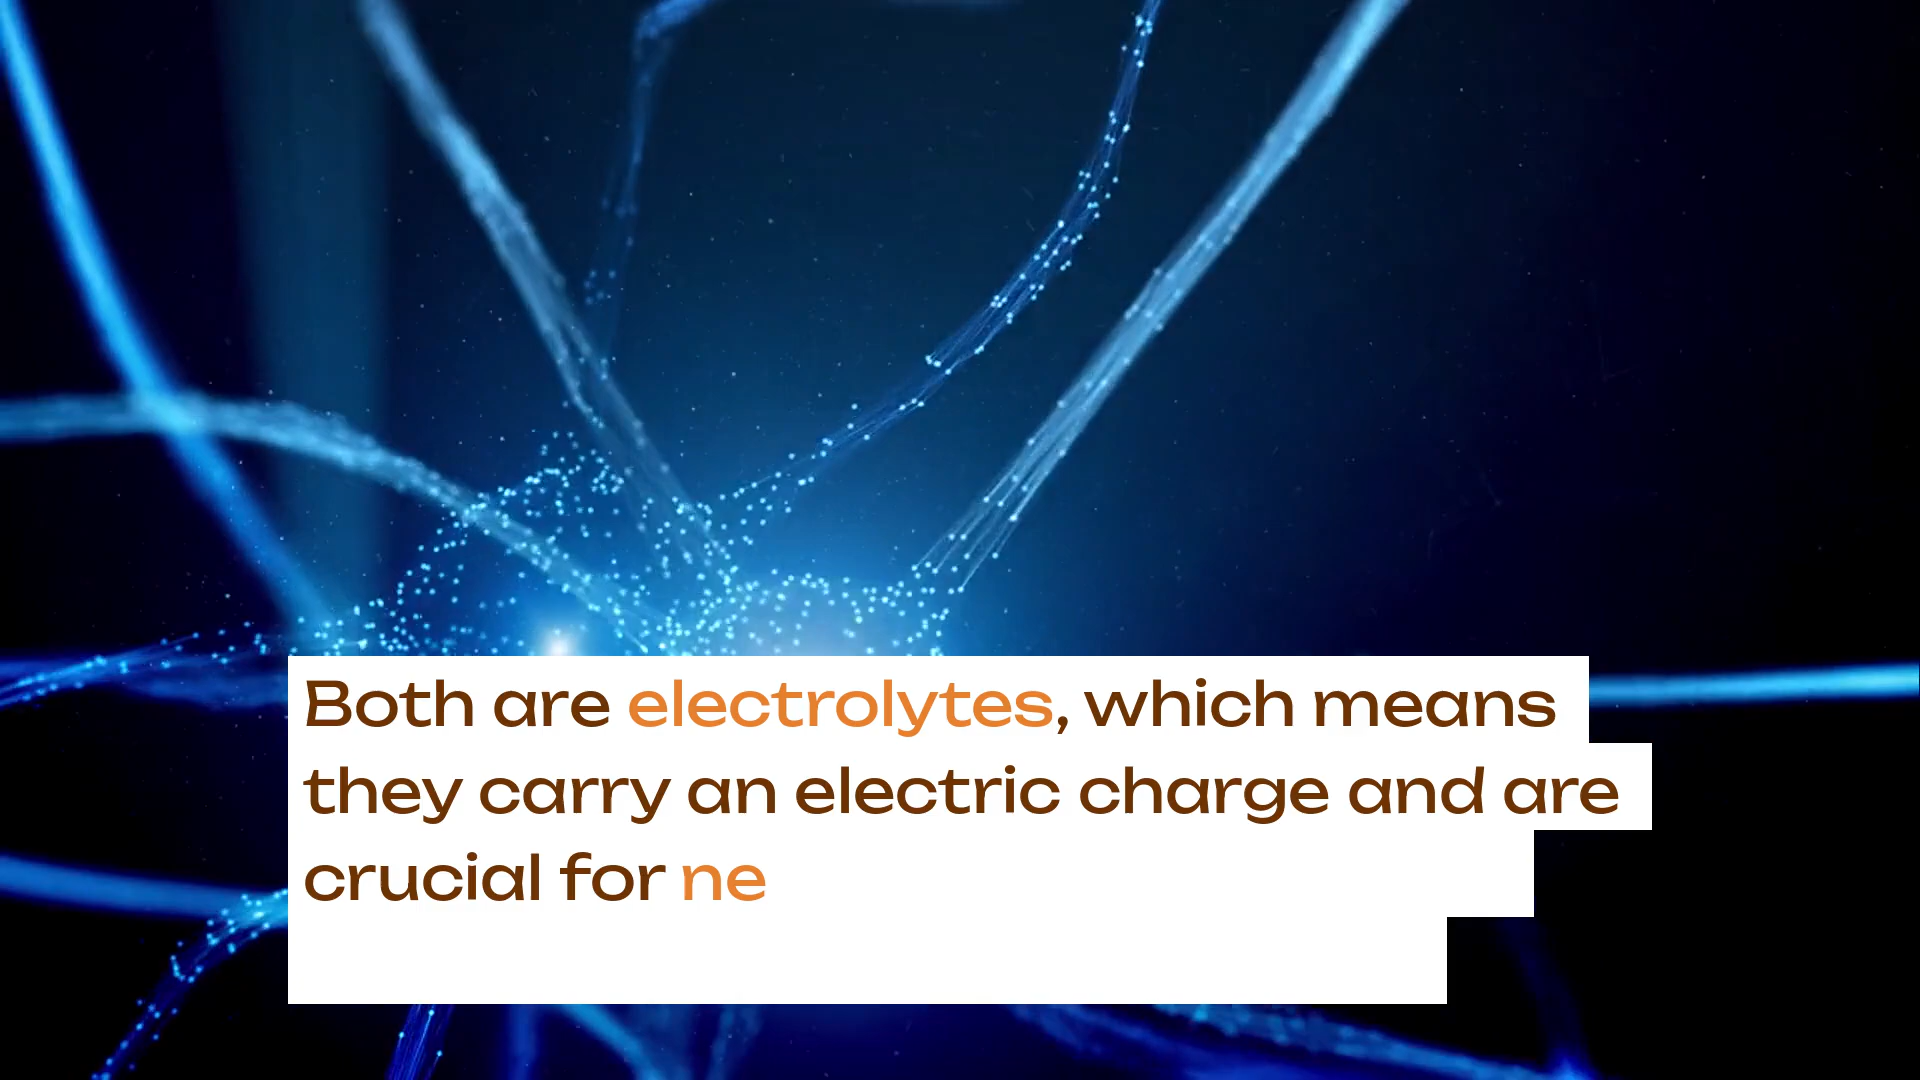 Both are electrolytes, which means
they carry an electric charge and are
crucial for ne